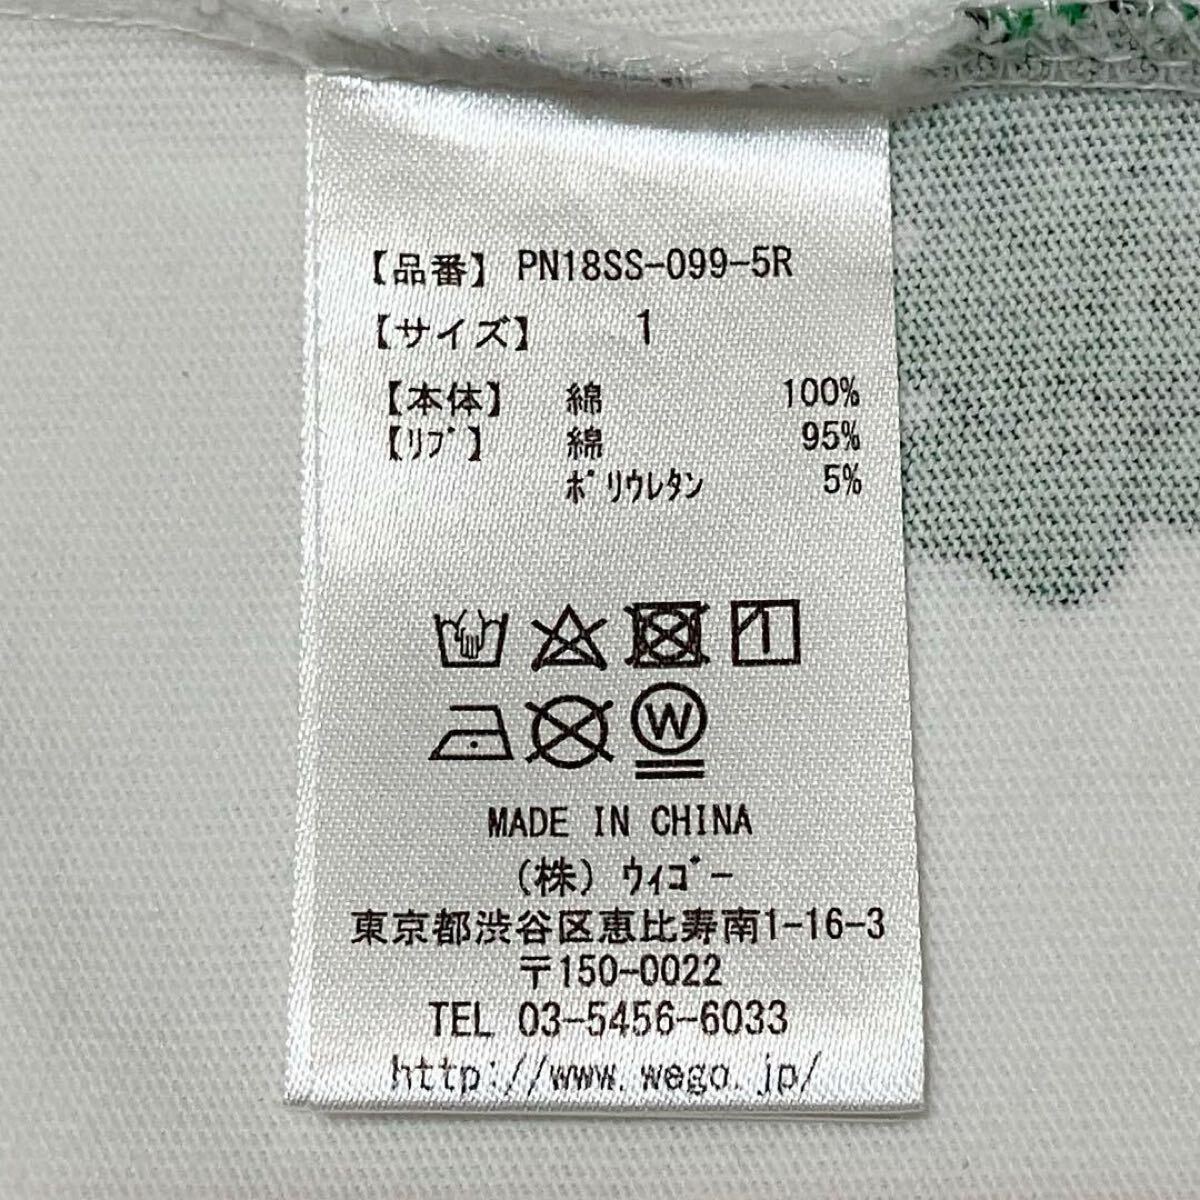 【品番】 PN18SS-099-5R
【サイズ】 1
【本体】 綿 100%
【リブ】 綿 95%
ポリウレタン 5%
W
MADE IN CHINA
(株) ウィゴー
東京都渋谷区恵比寿南1-16-3
〒150-0022
TEL 03-5456-6033
http://www.wego.jp/